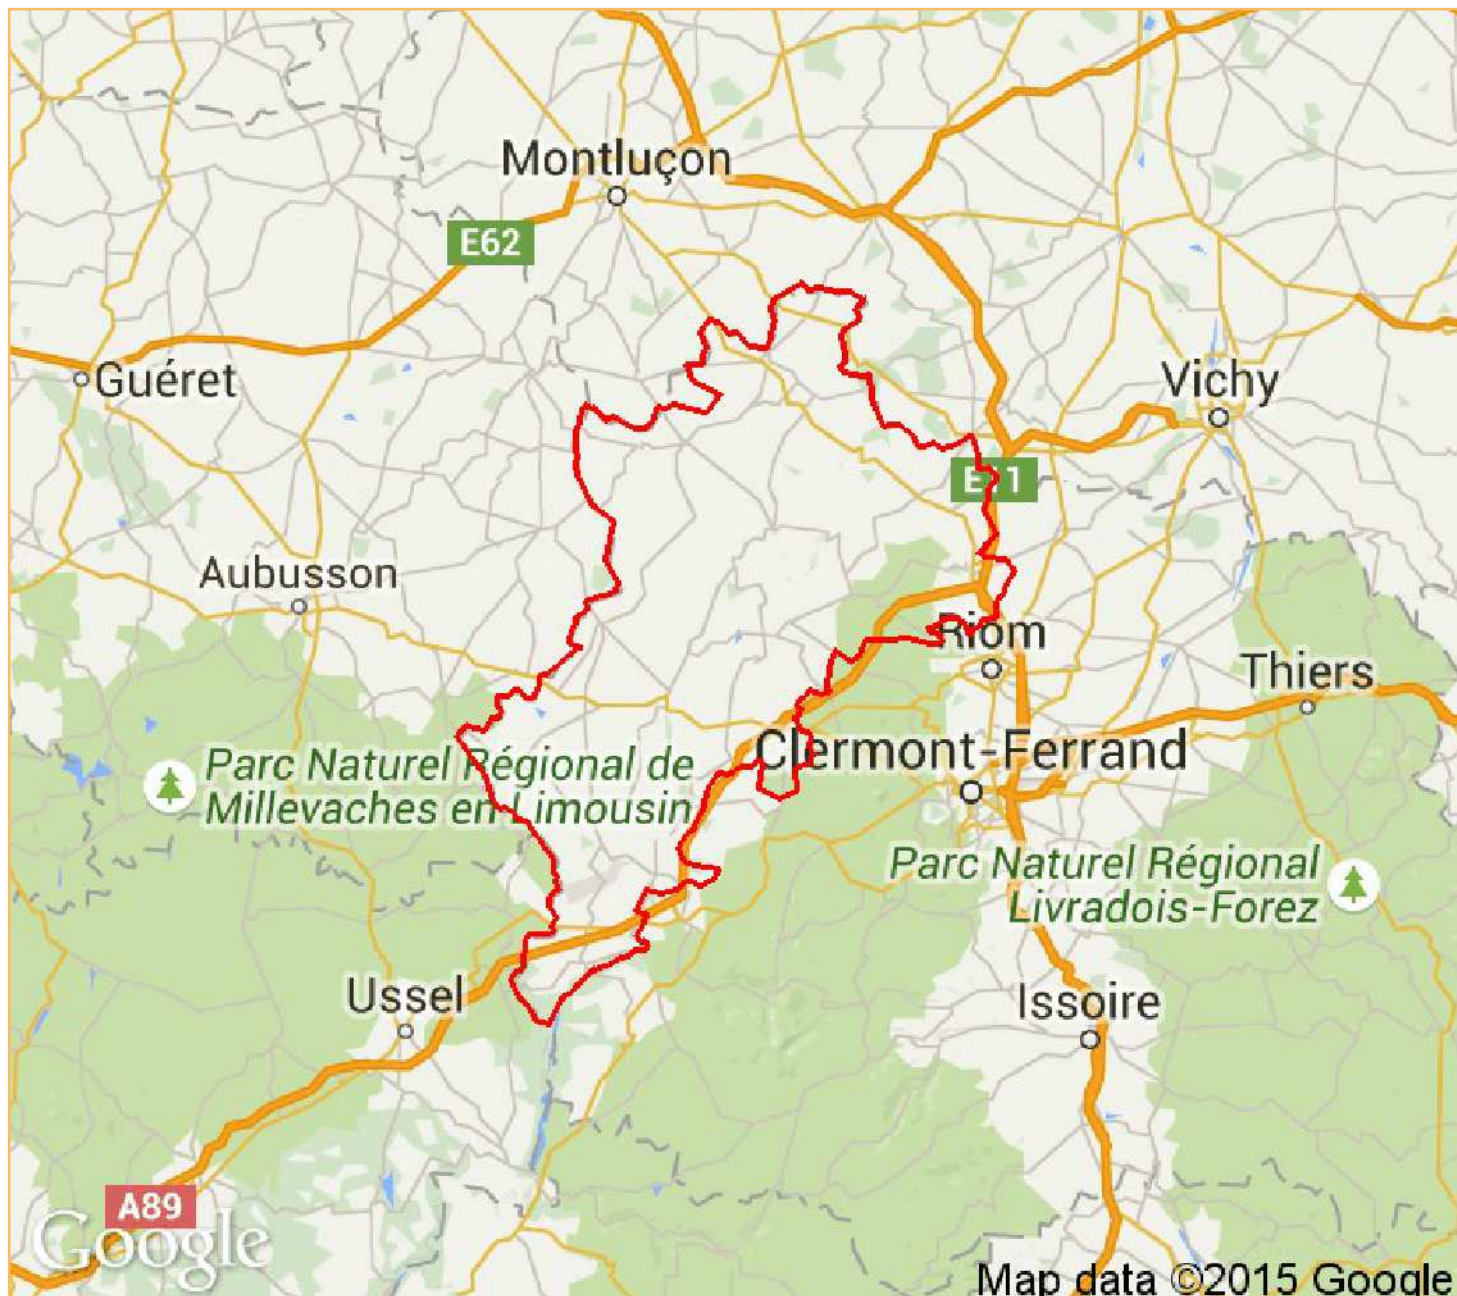 Montluçon
E62
Guéret
Vichy
E11
Aubusson
Riom
Thiers
Clermont-Ferrand
Parc Naturel Régional de
Millevaches en Limousin
Parc Naturel Régional
Livradois-Forez
Ussel
Issoire
A89
Google
Map data ©2015 Google